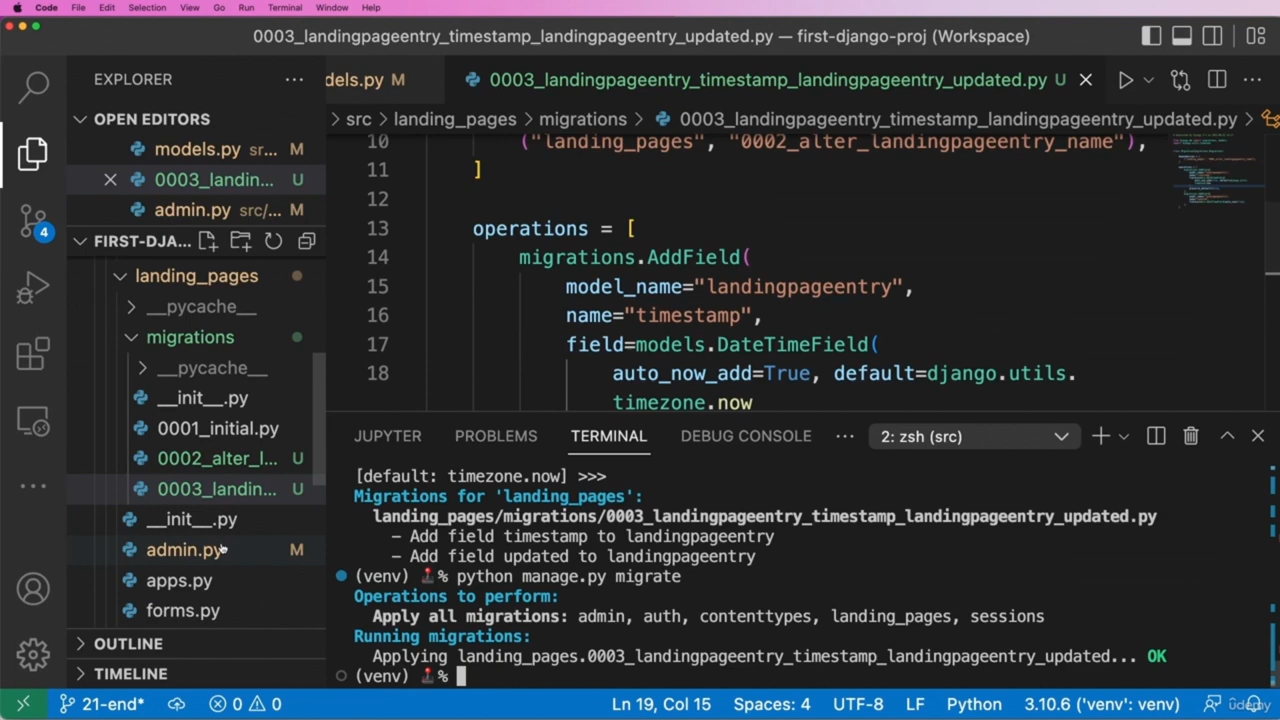 Code File Edit Selection View Go Run Terminal Window Help
0003_landingpageentry_timestamp_landingpageentry_updated.py — first-django-proj (Workspace)
EXPLORER
OPEN EDITORS
models.py src... M
0003_landin... U
admin.py src/... M
FIRST-DJA...
landing_pages
__pycache__
migrations
__pycache__
__init__.py
0001_initial.py
0002_alter_l... U
0003_landin... U
__init__.py
admin.py M
apps.py
forms.py
OUTLINE
TIMELINE
4
dels.py M
0003_landingpageentry_timestamp_landingpageentry_updated.py U
src > landing_pages > migrations > 0003_landingpageentry_timestamp_landingpageentry_updated.py >
10 ("landing_pages", "0002_alter_landingpageentry_name"),
11 ]
12
13 operations = [
14 migrations.AddField(
15 model_name="landingpageentry",
16 name="timestamp",
17 field=models.DateTimeField(
18 auto_now_add=True, default=django.utils.
timezone.now
JUPYTER PROBLEMS TERMINAL DEBUG CONSOLE ... 2: zsh (src)
[default: timezone.now] >>>
Migrations for 'landing_pages':
landing_pages/migrations/0003_landingpageentry_timestamp_landingpageentry_updated.py
- Add field timestamp to landingpageentry
- Add field updated to landingpageentry
(venv) % python manage.py migrate
Operations to perform:
Apply all migrations: admin, auth, contenttypes, landing_pages, sessions
Running migrations:
Applying landing_pages.0003_landingpageentry_timestamp_landingpageentry_updated... OK
(venv) %
21-end* 0 0 Ln 19, Col 15 Spaces: 4 UTF-8 LF Python 3.10.6 ('venv': venv)
udemy